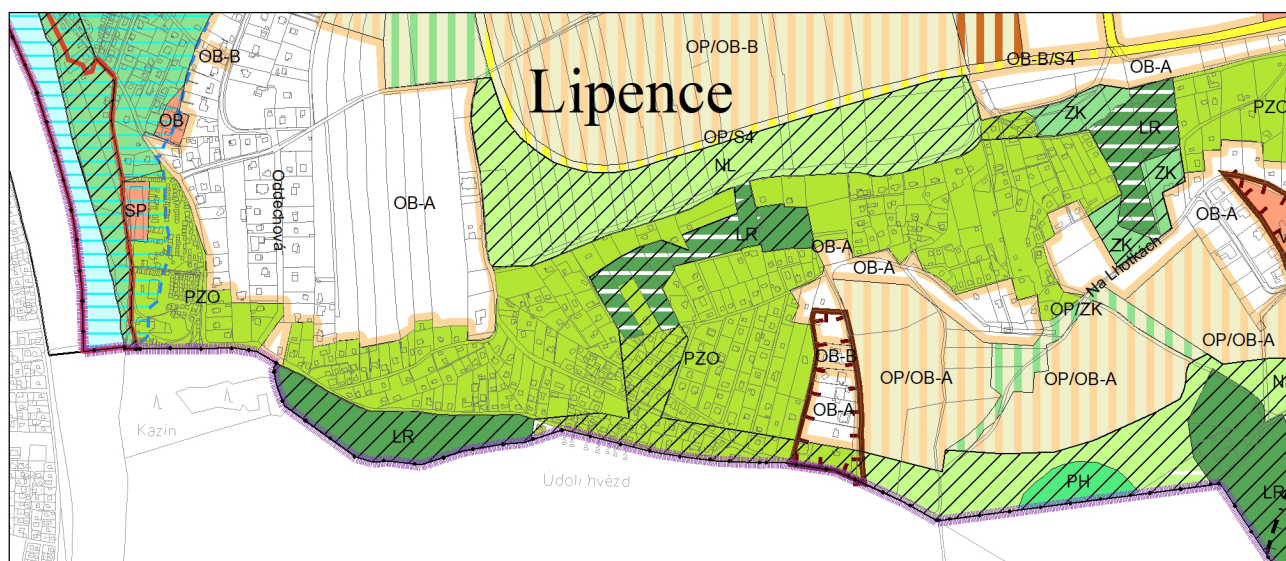 OP/OB-B
OB-B
OB-B/S4
OB-A
Lipence
PZO
OB
ZK
LR
OP/S4
NL
ZK
Oddechová
OB-A
OB-A
SP
LR
OB-A
ZK
Na Lhotkách
OB-A
PZO
OP/ZK
OP/OB-A
PZO
OB-B
OP/OB-A
OP/OB-A
OB-A
Kazín
LR
Údolí hvězd
PH
LR